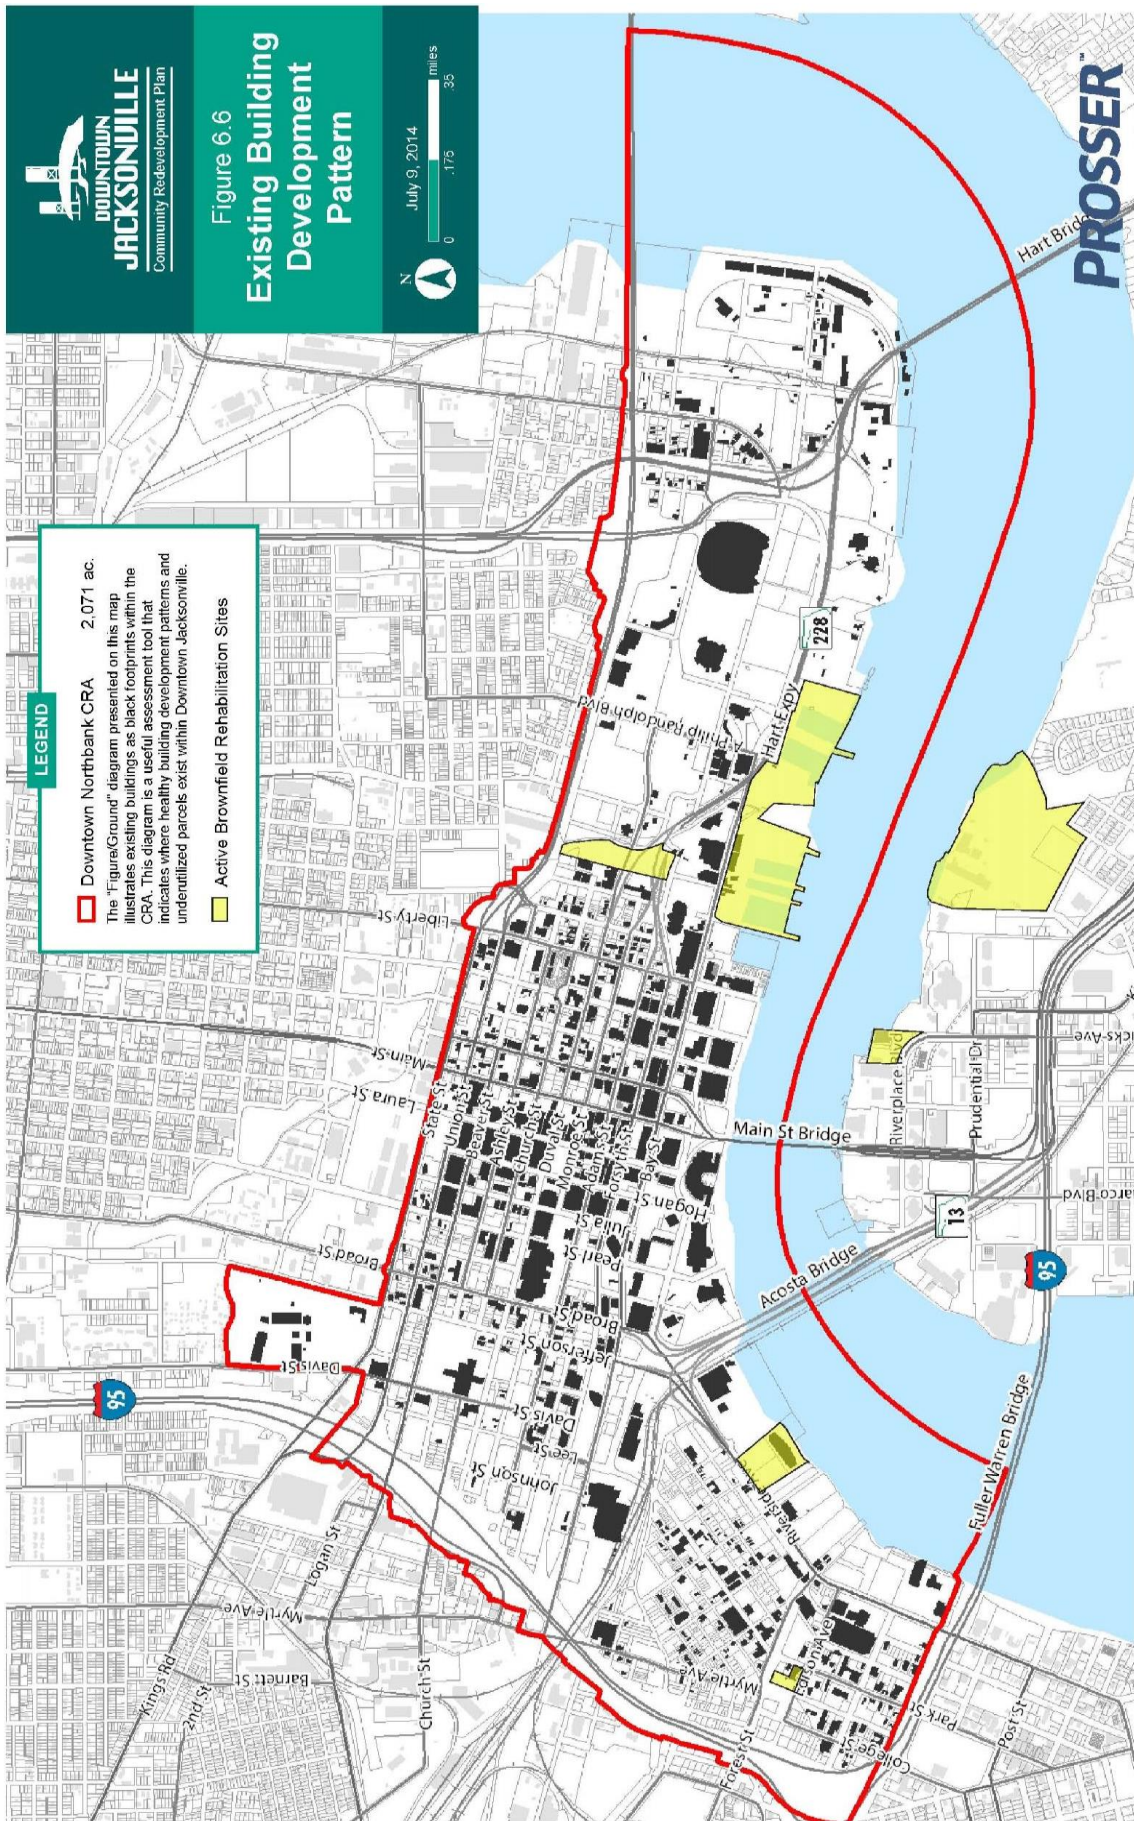 DOWNTOWN
JACKSONVILLE
Community Redevelopment Plan
Figure 6.6
Existing Building
Development
Pattern
July 9, 2014
N
0 .175 .35 miles
LEGEND
Downtown Northbank CRA 2,071 ac.
The "Figure/Ground" diagram presented on this map
illustrates existing buildings as black footprints within the
CRA. This diagram is a useful assessment tool that
indicates where healthy building development patterns and
underutilized parcels exist within Downtown Jacksonville.
Active Brownfield Rehabilitation Sites
PROSSER™
Hart Bridg
228
Hart Expy
A Philip Randolph Blvd
Liberty St
Main St
Laura St
State St
Union St
Beaver St
Ashley St
Church St
Duval St
Monroe St
Adams St
Forsyth St
Bay St
Hogan St
Julia St
Pearl St
Broad St
Broad St
Jefferson St
Davis St
Davis St
Lee St
Johnson St
95
Logan St
Myrtle Ave
Kings Rd
2nd St
Barnett St
Church St
Myrtle Ave
Forest St
College St
Park St
Post St
Riverside Av
Fuller Warren Bridge
Acosta Bridge
Main St Bridge
Riverplace Blvd
Prudential Dr
icks Ave
arco Blvd
13
95